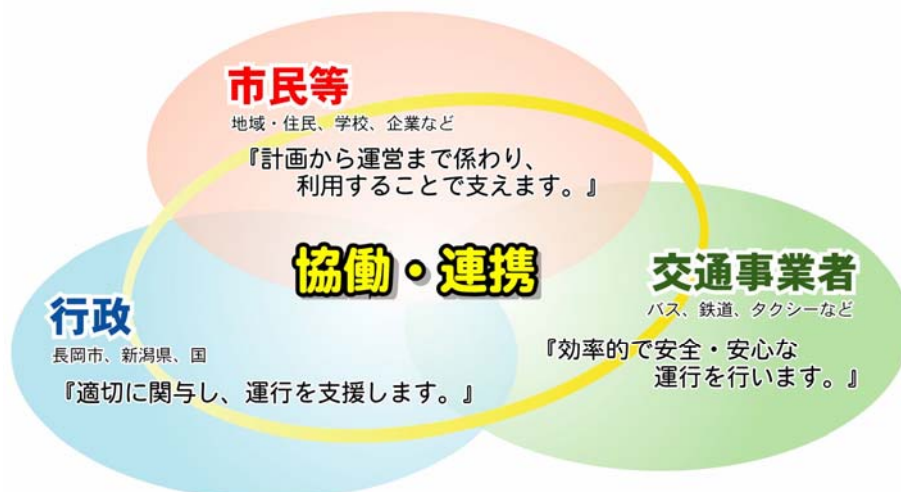 市民等
地域・住民、学校、企業など
『計画から運営まで係わり、
利用することで支えます。』
協働・連携
交通事業者
バス、鉄道、タクシーなど
『効率的で安全・安心な
運行を行います。』
行政
長岡市、新潟県、国
『適切に関与し、運行を支援します。』